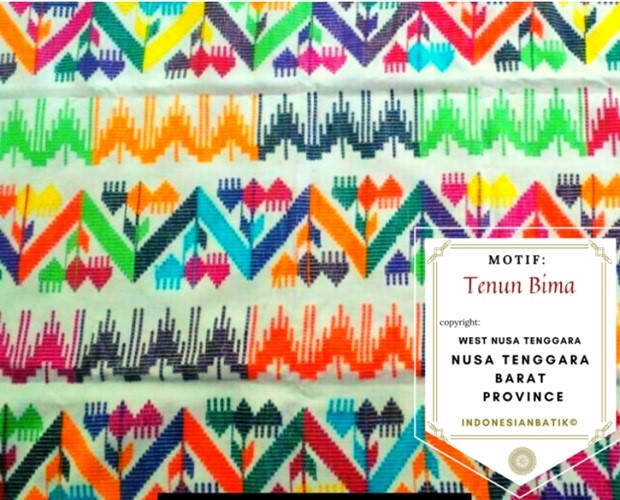 MOTIF:
Tenun Bima
copyright:
WEST NUSA TENGGARA
NUSA TENGGARA
BARAT
PROVINCE
INDONESIANBATIK©